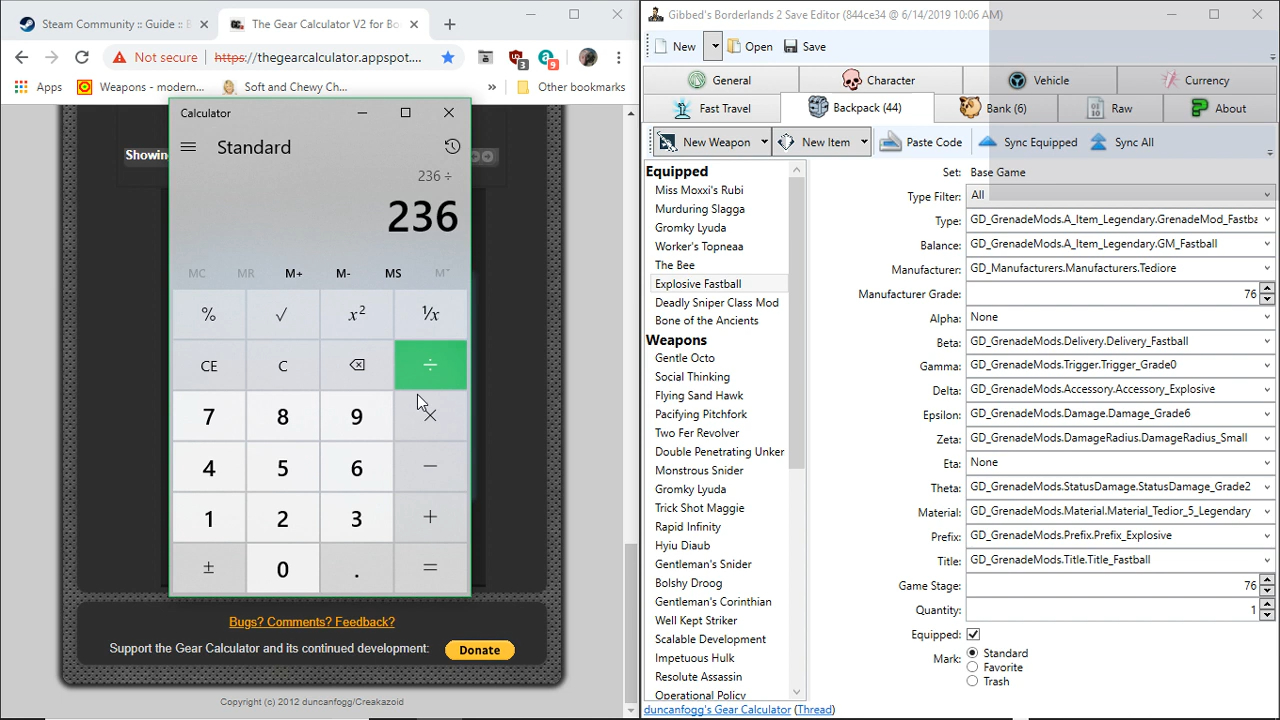 Steam Community :: Guide :: B
The Gear Calculator V2 for Bo
Not secure
https://thegearcalculator.appspot....
3
9
Apps
Weapons - modern...
Soft and Chewy Ch...
»
Other bookmarks
Showin
Calculator
Standard
236 ÷
236
MC MR M+ M- MS M˅
% √ x² ¹/x
CE C ÷
7 8 9 ×
4 5 6 −
1 2 3 +
± 0 . =
Bugs? Comments? Feedback?
Support the Gear Calculator and its continued development:
Donate
Copyright (c) 2012 duncanfogg/Creakazoid
Gibbed's Borderlands 2 Save Editor (844ce34 @ 6/14/2019 10:06 AM)
New Open Save
General Character Vehicle Currency
Fast Travel Backpack (44) Bank (6) Raw About
New Weapon New Item Paste Code Sync Equipped Sync All
Equipped
Miss Moxxi's Rubi
Murduring Slagga
Gromky Lyuda
Worker's Topneaa
The Bee
Explosive Fastball
Deadly Sniper Class Mod
Bone of the Ancients
Weapons
Gentle Octo
Social Thinking
Flying Sand Hawk
Pacifying Pitchfork
Two Fer Revolver
Double Penetrating Unker
Monstrous Snider
Gromky Lyuda
Trick Shot Maggie
Rapid Infinity
Hyiu Daub
Gentlemen's Snider
Bolshy Droog
Gentleman's Corinthian
Well Kept Striker
Scalable Development
Impetuous Hulk
Resolute Assassin
Operational Policy
Set: Base Game
Type Filter: All
Type: GD_GrenadeMods.A_Item_Legendary.GrenadeMod_Fastba
Balance: GD_GrenadeMods.A_Item_Legendary.GM_Fastball
Manufacturer: GD_Manufacturers.Manufacturers.Tediore
Manufacturer Grade: 76
Alpha: None
Beta: GD_GrenadeMods.Delivery.Delivery_Fastball
Gamma: GD_GrenadeMods.Trigger.Trigger_Grade0
Delta: GD_GrenadeMods.Accessory.Accessory_Explosive
Epsilon: GD_GrenadeMods.Damage.Damage_Grade6
Zeta: GD_GrenadeMods.DamageRadius.DamageRadius_Small
Eta: None
Theta: GD_GrenadeMods.StatusDamage.StatusDamage_Grade2
Material: GD_GrenadeMods.Material.Material_Tedior_5_Legendary
Prefix: GD_GrenadeMods.Prefix.Prefix_Explosive
Title: GD_GrenadeMods.Title.Title_Fastball
Game Stage: 76
Quantity: 1
Equipped:
Mark: Standard
Favorite
Trash
duncanfogg's Gear Calculator (Thread)